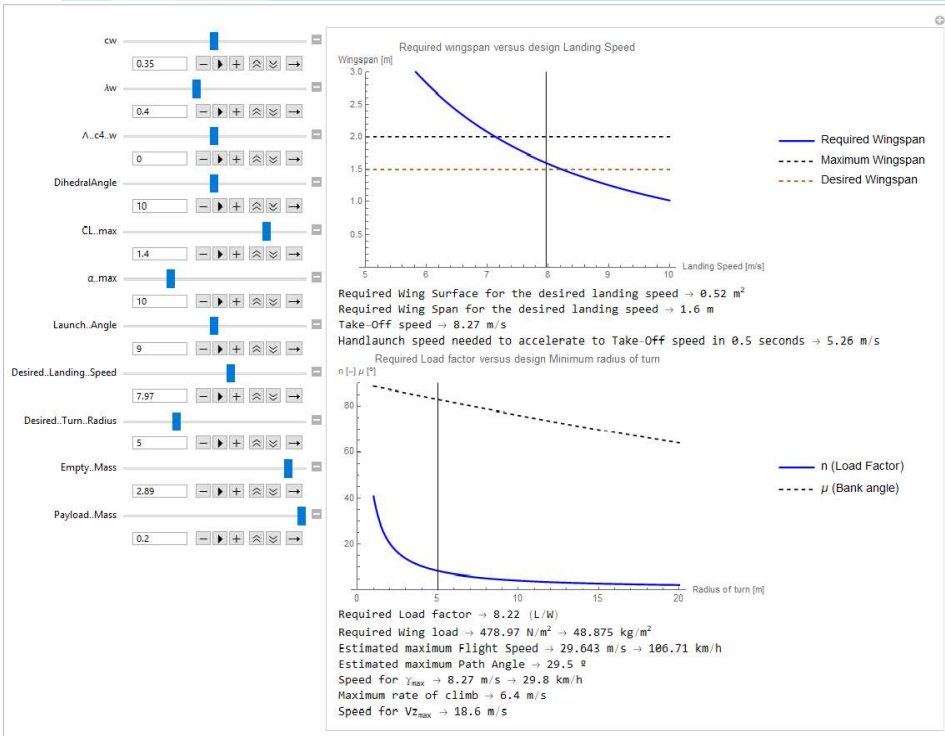 cw
0.35
λw
0.4
Λ..c4..w
0
DihedralAngle
10
CL..max
1.4
α..max
10
Launch..Angle
9
Desired..Landing..Speed
7.97
Desired..Turn..Radius
5
Empty..Mass
2.89
Payload..Mass
0.2
Required wingspan versus design Landing Speed
Wingspan [m]
3.0
2.5
2.0
1.5
1.0
0.5
5 6 7 8 9 10
Landing Speed [m/s]
Required Wingspan
Maximum Wingspan
Desired Wingspan
Required Wing Surface for the desired landing speed → 0.52 m²
Required Wing Span for the desired landing speed → 1.6 m
Take-Off speed → 8.27 m/s
Handlaunch speed needed to accelerate to Take-Off speed in 0.5 seconds → 5.26 m/s
Required Load factor versus design Minimum radius of turn
n [-] μ [º]
80
60
40
20
0 5 10 15 20
Radius of turn [m]
n (Load Factor)
μ (Bank angle)
Required Load factor → 8.22 (L/W)
Required Wing load → 478.97 N/m² → 48.875 kg/m²
Estimated maximum Flight Speed → 29.643 m/s → 106.71 km/h
Estimated maximum Path Angle → 29.5 º
Speed for γmax → 8.27 m/s → 29.8 km/h
Maximum rate of climb → 6.4 m/s
Speed for Vzmax → 18.6 m/s